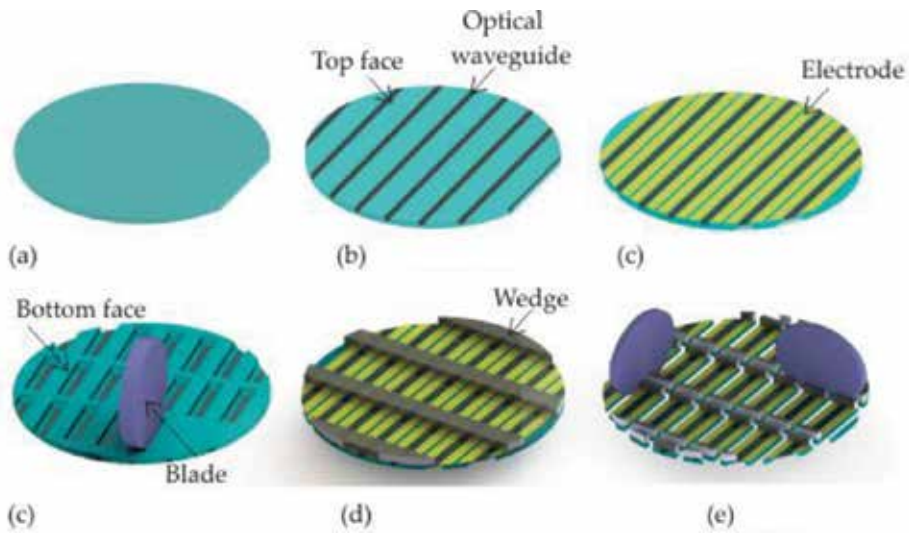 Optical
waveguide
Top face
Electrode
(a)
(b)
(c)
Bottom face
Wedge
Blade
(c)
(d)
(e)